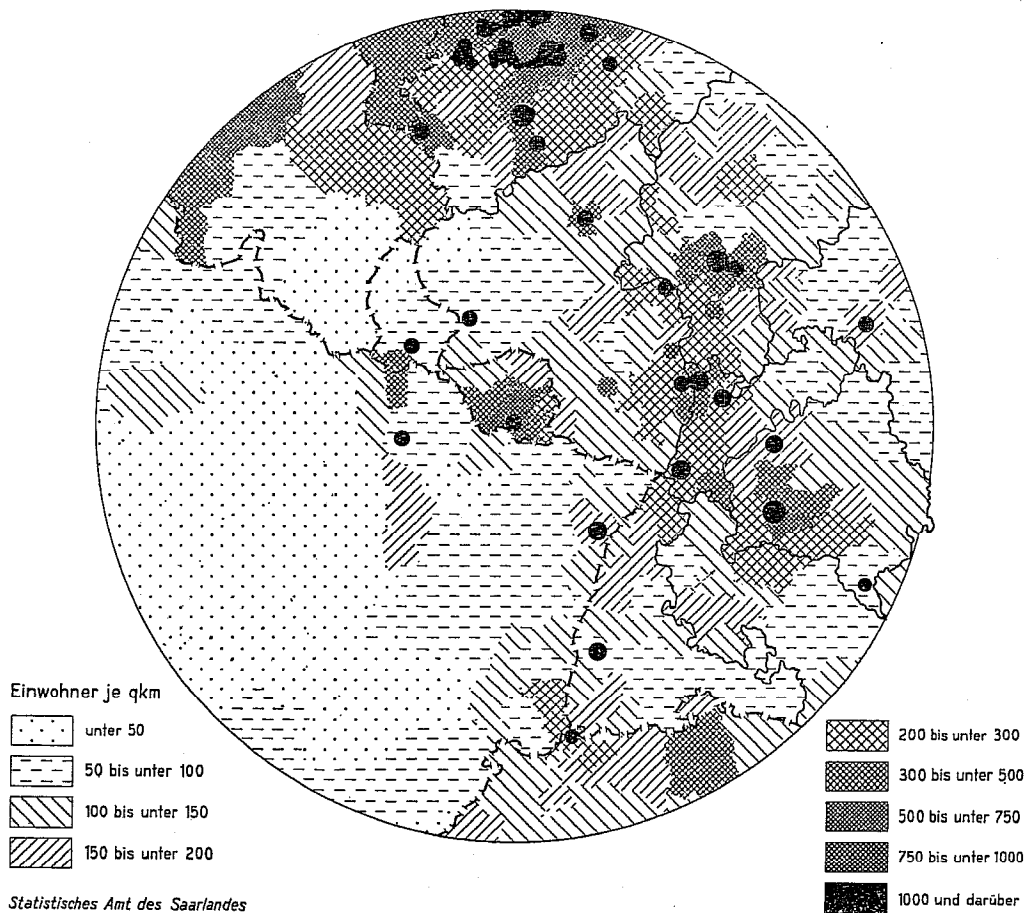 Einwohner je qkm
unter 50
50 bis unter 100
100 bis unter 150
150 bis unter 200
Statistisches Amt des Saarlandes
200 bis unter 300
300 bis unter 500
500 bis unter 750
750 bis unter 1000
1000 und darüber